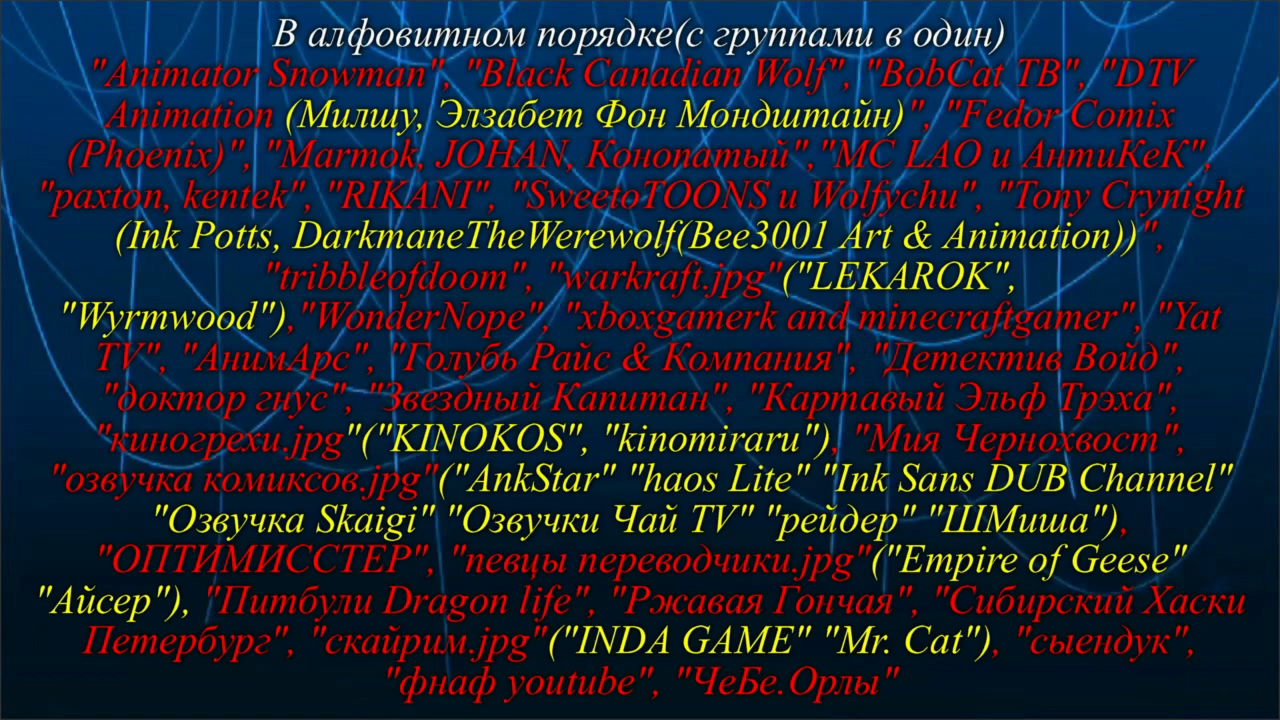 В алфовитном порядке(с группами в один)
"Animator Snowman", "Black Canadian Wolf", "BobCat ТВ", "DTV
Animation (Милшу, Элзабет Фон Мондштайн)", "Fedor Comix
(Phoenix)", "Marmok, JOHAN, Конопатый","MC LAO и АнтиКеК",
"paxton, kentek", "RIKANI", "SweetoTOONS и Wolfychu", "Tony Crynight
(Ink Potts, DarkmaneTheWerewolf(Bee3001 Art & Animation))",
"tribbleofdoom", "warkraft.jpg"("LEKAROK",
"Wyrmwood"),"WonderNope", "xboxgamerk and minecraftgamer", "Yat
TV", "АнимАрс", "Голубь Райс & Компания", "Детектив Войд",
"доктор гнус", "Звездный Капитан", "Картавый Эльф Трэха",
"киногрехи.jpg"("KINOKOS", "kinomiraru"), "Мия Чернохвост",
"озвучка комиксов.jpg"("AnkStar" "haos Lite" "Ink Sans DUB Channel"
"Озвучка Skaigi" "Озвучки Чай TV" "рейдер" "ШМиша"),
"ОПТИМИССТЕР", "певцы переводчики.jpg"("Empire of Geese"
"Айсер"), "Питбули Dragon life", "Ржавая Гончая", "Сибирский Хаски
Петербург", "скайрим.jpg"("INDA GAME" "Mr. Cat"), "сыендук",
"фнаф youtube", "ЧеБе.Орлы"